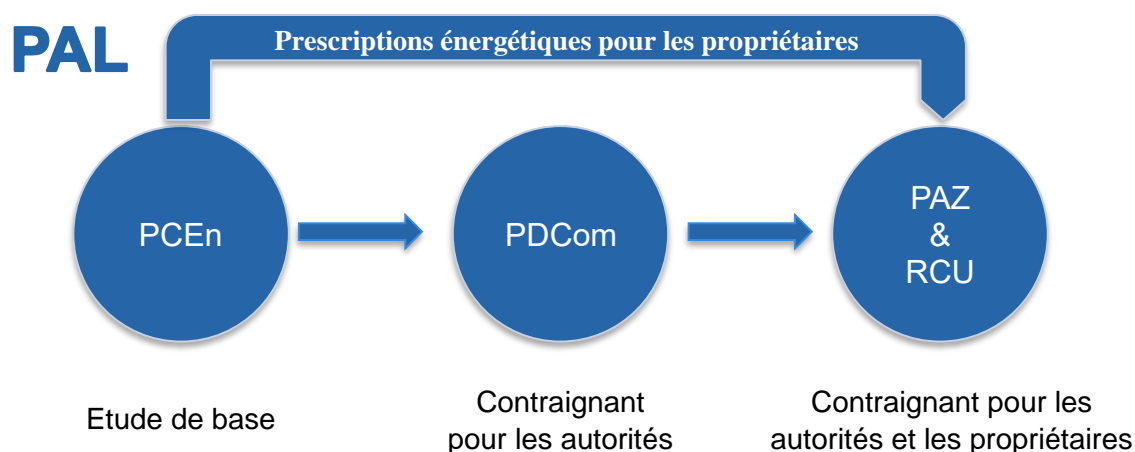 PAL
Prescriptions énergétiques pour les propriétaires
PCEn
PDCom
PAZ
&
RCU
Etude de base
Contraignant
pour les autorités
Contraignant pour les
autorités et les propriétaires